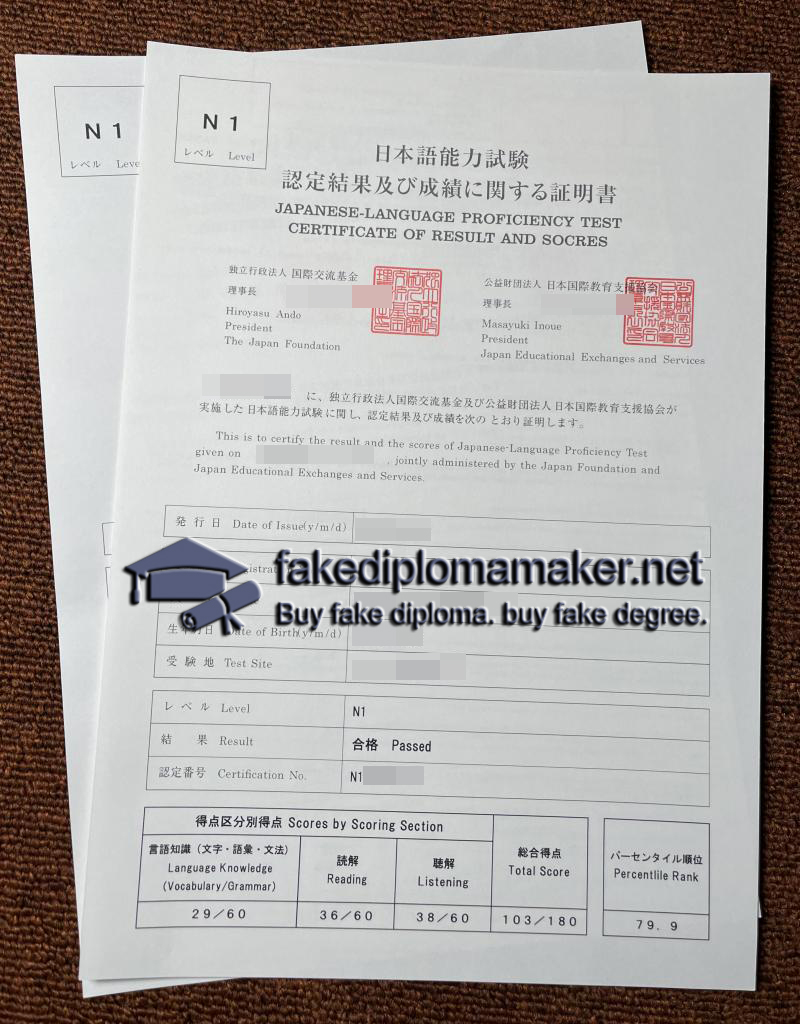 N 1
レベル Leve
N 1
レベル Level
日本語能力試験
認定結果及び成績に関する証明書
JAPANESE-LANGUAGE PROFICIENCY TEST
CERTIFICATE OF RESULT AND SOCRES
独立行政法人 国際交流基金
理事長
Hiroyasu Ando
President
The Japan Foundation
公益財団法人 日本国際教育支援協会
理事長
Masayuki Inoue
President
Japan Educational Exchanges and Services
に、独立行政法人国際交流基金及び公益財団法人日本国際教育支援協会が
実施した日本語能力試験に関し、認定結果及び成績を次の とおり証明します。
This is to certify the result and the scores of Japanese-Language Proficiency Test
given on , jointly administered by the Japan Foundation and
Japan Educational Exchanges and Services.
発行日 Date of Issue(y/m/d)
fakediplomamaker.net
Buy fake diploma. buy fake degree.
生年月日 Date of Birth(y/m/d)
受験地 Test Site
レベル Level N1
結果 Result 合格 Passed
認定番号 Certification No. N1
得点区分別得点 Scores by Scoring Section
言語知識（文字・語彙・文法）
Language Knowledge
(Vocabulary/Grammar)
読解
Reading
聴解
Listening
総合得点
Total Score
パーセンタイル順位
Percentlile Rank
29/60 36/60 38/60 103/180 79.9